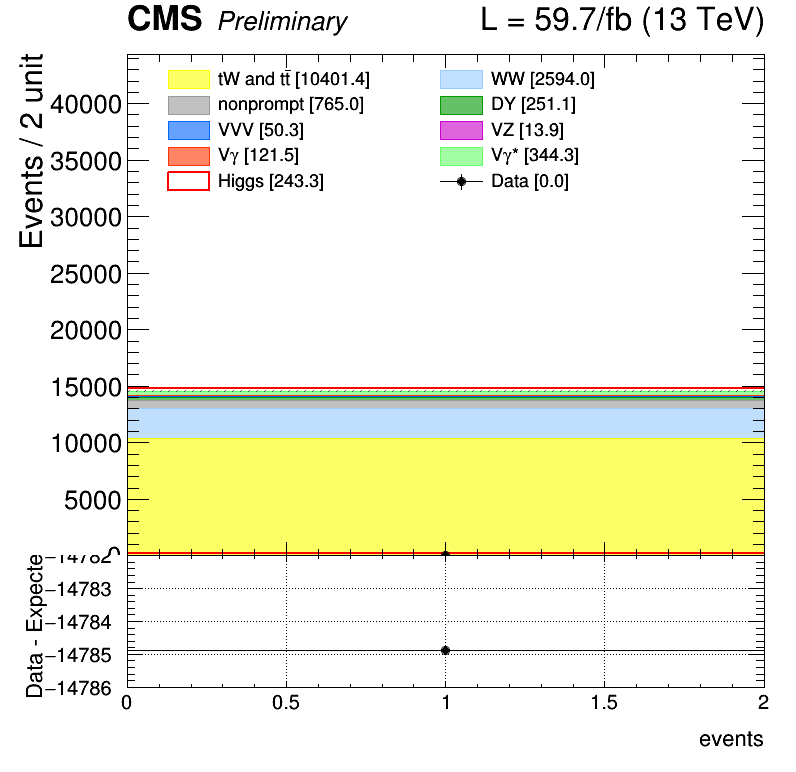 CMS Preliminary L = 59.7/fb (13 TeV)
Events / 2 unit
tW and tt̄ [10401.4] WW [2594.0]
nonprompt [765.0] DY [251.1]
VVV [50.3] VZ [13.9]
Vγ [121.5] Vγ* [344.3]
Higgs [243.3] Data [0.0]
40000
35000
30000
25000
20000
15000
10000
5000
0
Data - Expecte
−14782
−14783
−14784
−14785
−14786
0 0.5 1 1.5 2
events